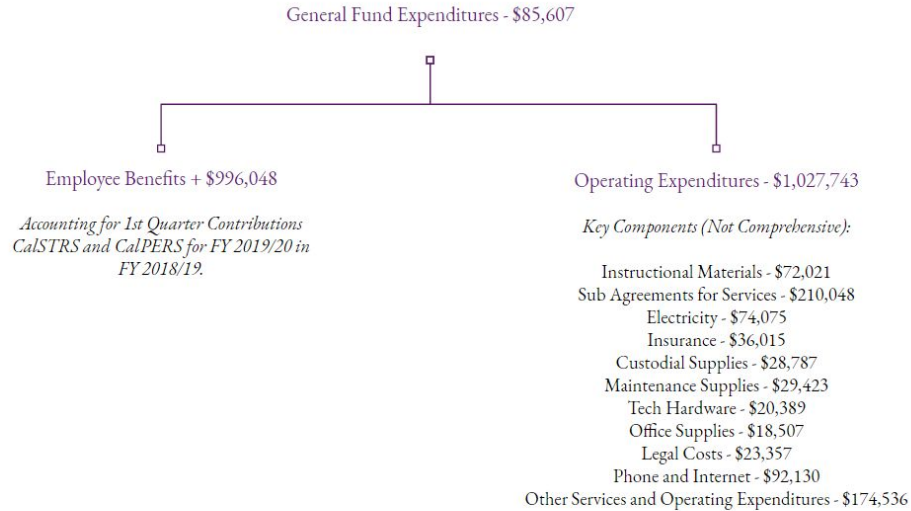 General Fund Expenditures - $85,607
Employee Benefits + $996,048
Accounting for 1st Quarter Contributions
CalSTRS and CalPERS for FY 2019/20 in
FY 2018/19.
Operating Expenditures - $1,027,743
Key Components (Not Comprehensive):
Instructional Materials - $72,021
Sub Agreements for Services - $210,048
Electricity - $74,075
Insurance - $36,015
Custodial Supplies - $28,787
Maintenance Supplies - $29,423
Tech Hardware - $20,389
Office Supplies - $18,507
Legal Costs - $23,357
Phone and Internet - $92,130
Other Services and Operating Expenditures - $174,536